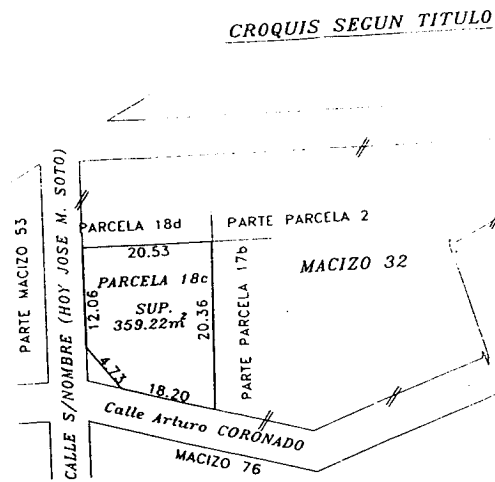 CROQUIS SEGUN TITULO
PARTE MACIZO 53
CALLE S/NOMBRE (HOY JOSE M. SOTO)
PARCELA 18d
PARTE PARCELA 2
20.53
PARCELA 18c
SUP.
359.22m²
12.06
20.36
PARTE PARCELA 17b
MACIZO 32
4.73
18.20
Calle Arturo CORONADO
MACIZO 76